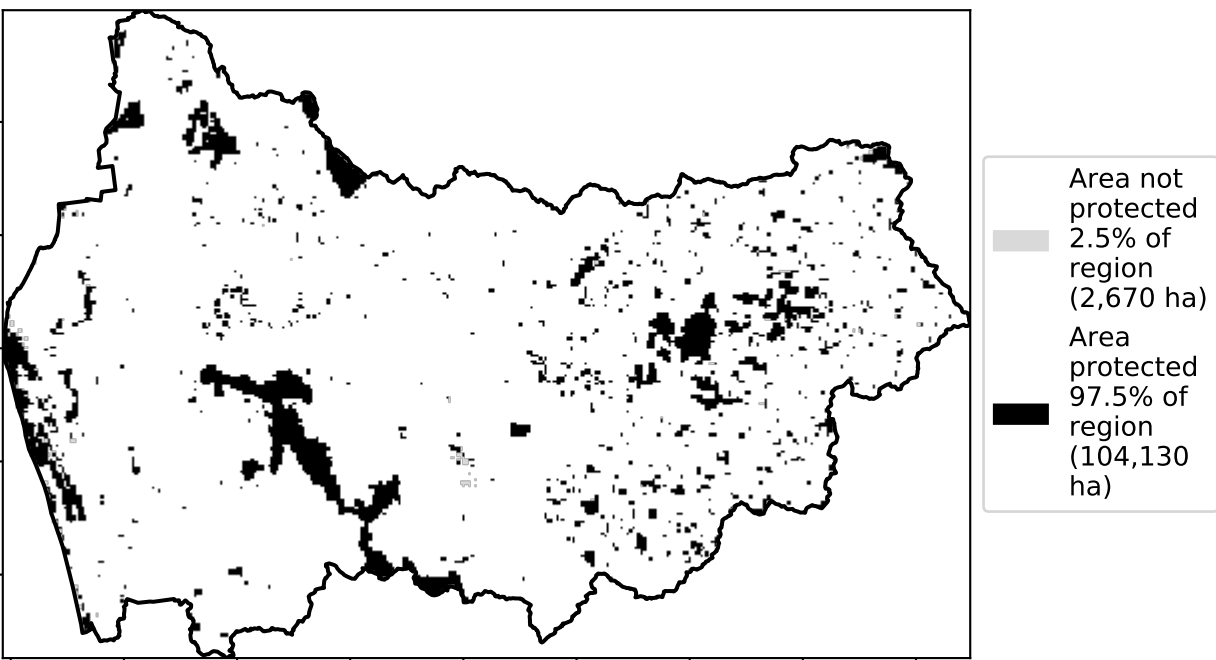 Area not
protected
2.5% of
region
(2,670 ha)
Area
protected
97.5% of
region
(104,130
ha)